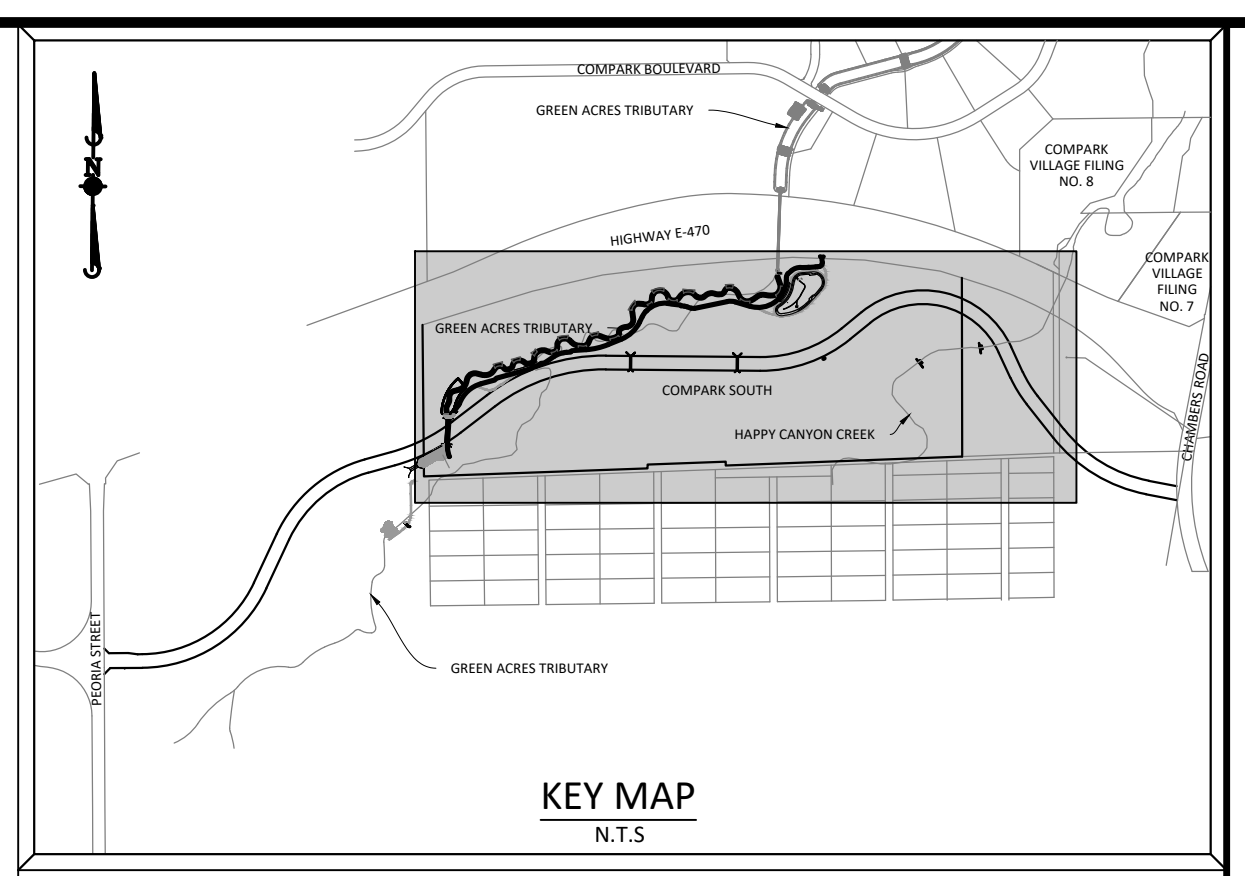 COMPARK BOULEVARD
GREEN ACRES TRIBUTARY
COMPARK
VILLAGE FILING
NO. 8
N
HIGHWAY E-470
COMPARK
VILLAGE
FILING
NO. 7
GREEN ACRES TRIBUTARY
COMPARK SOUTH
HAPPY CANYON CREEK
CHAMBERS ROAD
PEORIA STREET
GREEN ACRES TRIBUTARY
KEY MAP
N.T.S